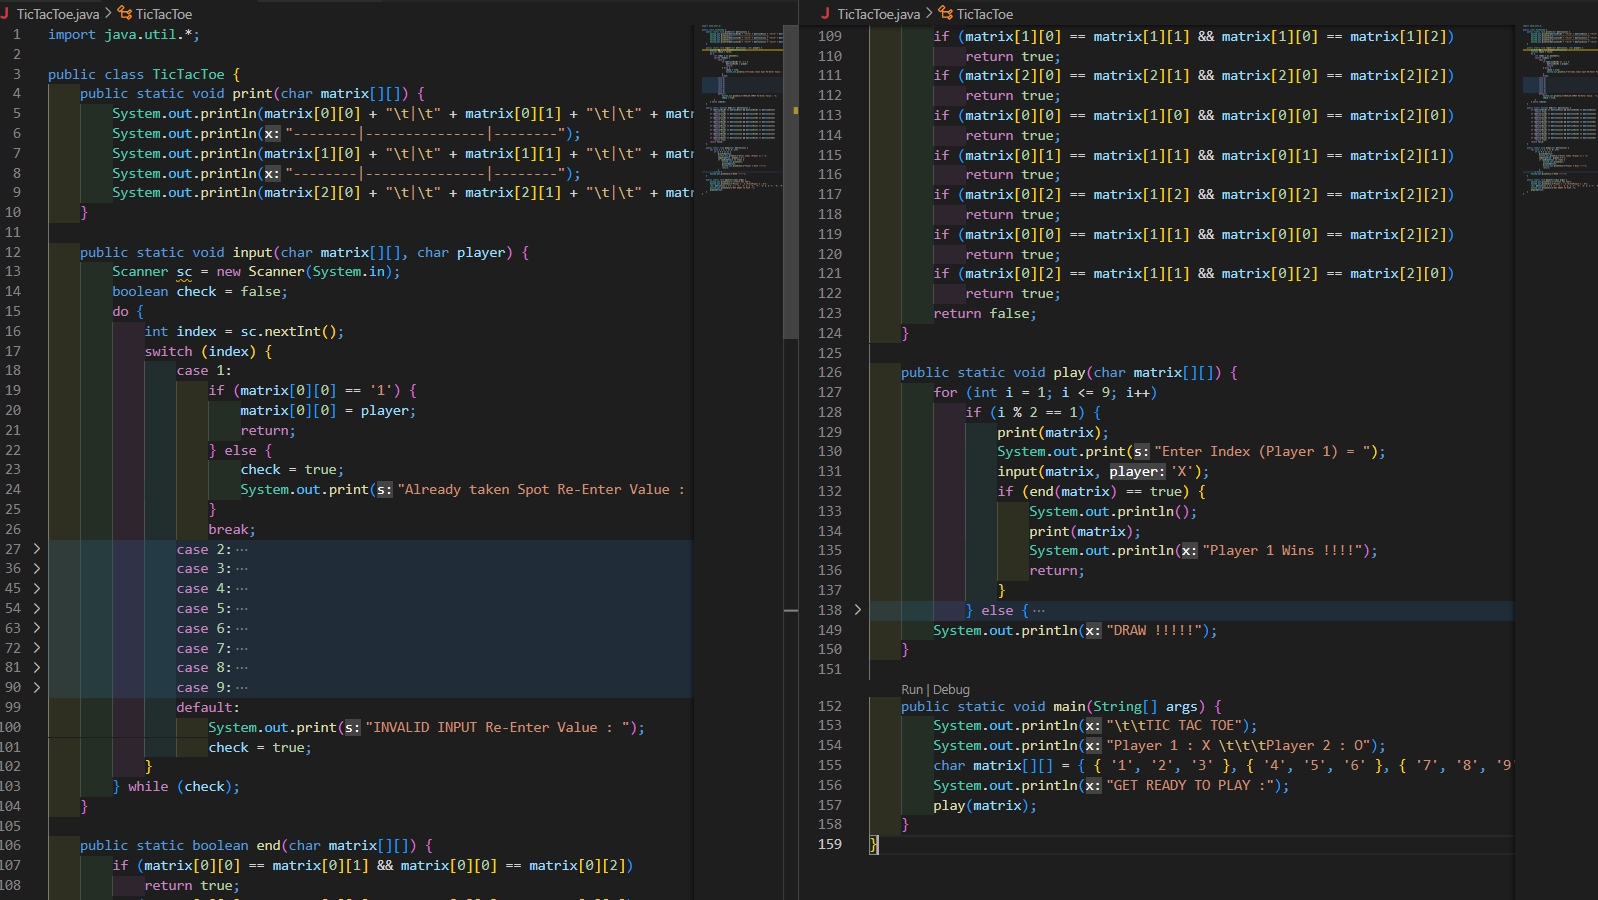 TicTacToe.java > TicTacToe
1 import java.util.*;
2
3 public class TicTacToe {
4 public static void print(char matrix[][]) {
5 System.out.println(matrix[0][0] + "\t|\t" + matrix[0][1] + "\t|\t" + matr
6 System.out.println(x: "--------|---------------|--------");
7 System.out.println(matrix[1][0] + "\t|\t" + matrix[1][1] + "\t|\t" + matr
8 System.out.println(x: "--------|---------------|--------");
9 System.out.println(matrix[2][0] + "\t|\t" + matrix[2][1] + "\t|\t" + matr
10 }
11
12 public static void input(char matrix[][], char player) {
13 Scanner sc = new Scanner(System.in);
14 boolean check = false;
15 do {
16 int index = sc.nextInt();
17 switch (index) {
18 case 1:
19 if (matrix[0][0] == '1') {
20 matrix[0][0] = player;
21 return;
22 } else {
23 check = true;
24 System.out.print(s: "Already taken Spot Re-Enter Value :
25 }
26 break;
27 case 2: ···
36 case 3: ···
45 case 4: ···
54 case 5: ···
63 case 6: ···
72 case 7: ···
81 case 8: ···
90 case 9: ···
99 default:
100 System.out.print(s: "INVALID INPUT Re-Enter Value : ");
101 check = true;
102 }
103 } while (check);
104 }
105
106 public static boolean end(char matrix[][]) {
107 if (matrix[0][0] == matrix[0][1] && matrix[0][0] == matrix[0][2])
108 return true;
TicTacToe.java > TicTacToe
109 if (matrix[1][0] == matrix[1][1] && matrix[1][0] == matrix[1][2])
110 return true;
111 if (matrix[2][0] == matrix[2][1] && matrix[2][0] == matrix[2][2])
112 return true;
113 if (matrix[0][0] == matrix[1][0] && matrix[0][0] == matrix[2][0])
114 return true;
115 if (matrix[0][1] == matrix[1][1] && matrix[0][1] == matrix[2][1])
116 return true;
117 if (matrix[0][2] == matrix[1][2] && matrix[0][2] == matrix[2][2])
118 return true;
119 if (matrix[0][0] == matrix[1][1] && matrix[0][0] == matrix[2][2])
120 return true;
121 if (matrix[0][2] == matrix[1][1] && matrix[0][2] == matrix[2][0])
122 return true;
123 return false;
124 }
125
126 public static void play(char matrix[][]) {
127 for (int i = 1; i <= 9; i++)
128 if (i % 2 == 1) {
129 print(matrix);
130 System.out.print(s: "Enter Index (Player 1) = ");
131 input(matrix, player: 'X');
132 if (end(matrix) == true) {
133 System.out.println();
134 print(matrix);
135 System.out.println(x: "Player 1 Wins !!!!");
136 return;
137 }
138 } else { ···
149 System.out.println(x: "DRAW !!!!!");
150 }
151
Run | Debug
152 public static void main(String[] args) {
153 System.out.println(x: "\t\tTIC TAC TOE");
154 System.out.println(x: "Player 1 : X \t\t\tPlayer 2 : O");
155 char matrix[][] = { { '1', '2', '3' }, { '4', '5', '6' }, { '7', '8', '9'
156 System.out.println(x: "GET READY TO PLAY :");
157 play(matrix);
158 }
159 }